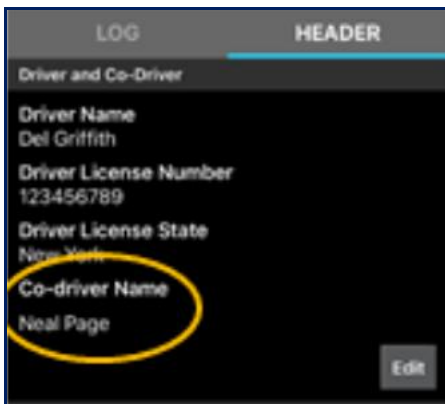 LOG HEADER
Driver and Co-Driver
Driver Name
Del Griffith
Driver License Number
123456789
Driver License State
New York
Co-driver Name
Neal Page
Edit